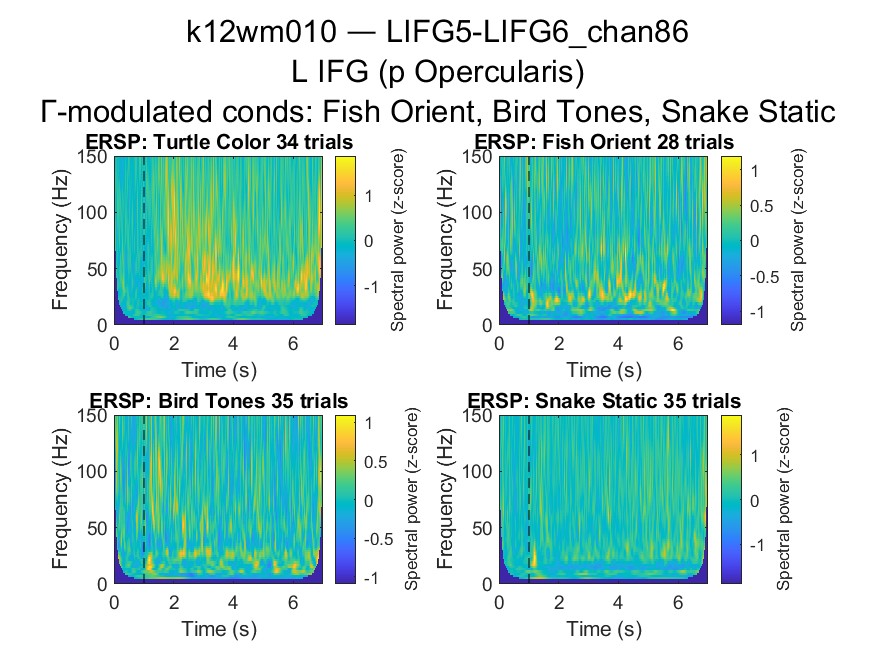 k12wm010 — LIFG5-LIFG6_chan86
L IFG (p Opercularis)
Γ-modulated conds: Fish Orient, Bird Tones, Snake Static
ERSP: Turtle Color 34 trials
150
100
50
0
Frequency (Hz)
0 2 4 6
Time (s)
1
0
-1
Spectral power (z-score)
ERSP: Fish Orient 28 trials
150
100
50
0
Frequency (Hz)
0 2 4 6
Time (s)
1
0.5
0
-0.5
-1
Spectral power (z-score)
ERSP: Bird Tones 35 trials
150
100
50
0
Frequency (Hz)
0 2 4 6
Time (s)
1
0.5
0
-0.5
-1
Spectral power (z-score)
ERSP: Snake Static 35 trials
150
100
50
0
Frequency (Hz)
0 2 4 6
Time (s)
1
0
-1
Spectral power (z-score)